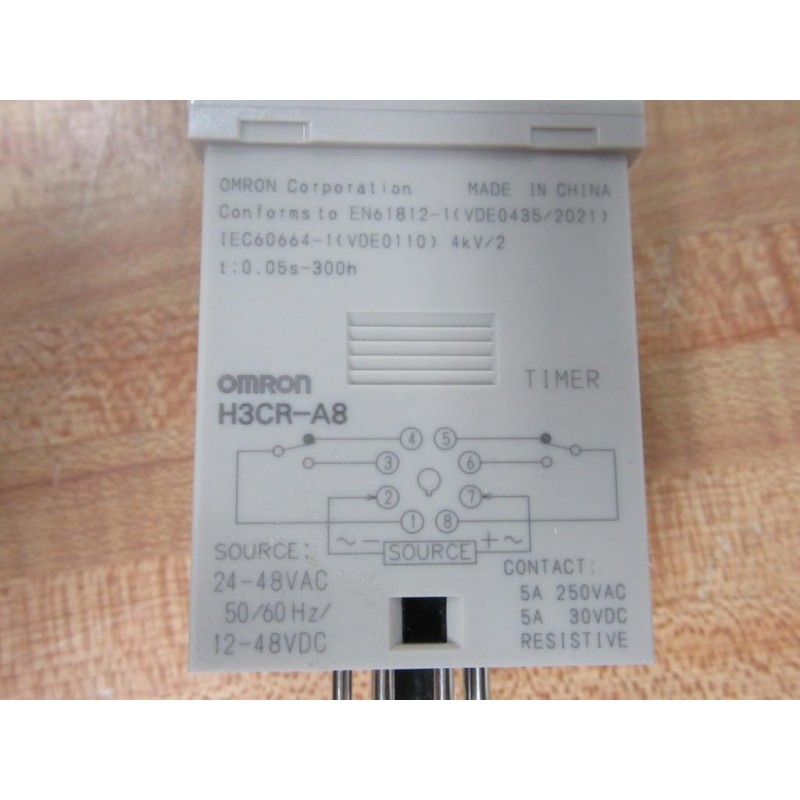 OMRON Corporation MADE IN CHINA
Conforms to EN61812-1(VDE0435/2021)
IEC60664-1(VDE0110) 4kV/2
t:0.05s-300h
OMRON TIMER
H3CR-A8
4 5
3 6
2 7
1 8
~ - SOURCE + ~
SOURCE:
24-48VAC
50/60Hz/
12-48VDC
CONTACT:
5A 250VAC
5A 30VDC
RESISTIVE